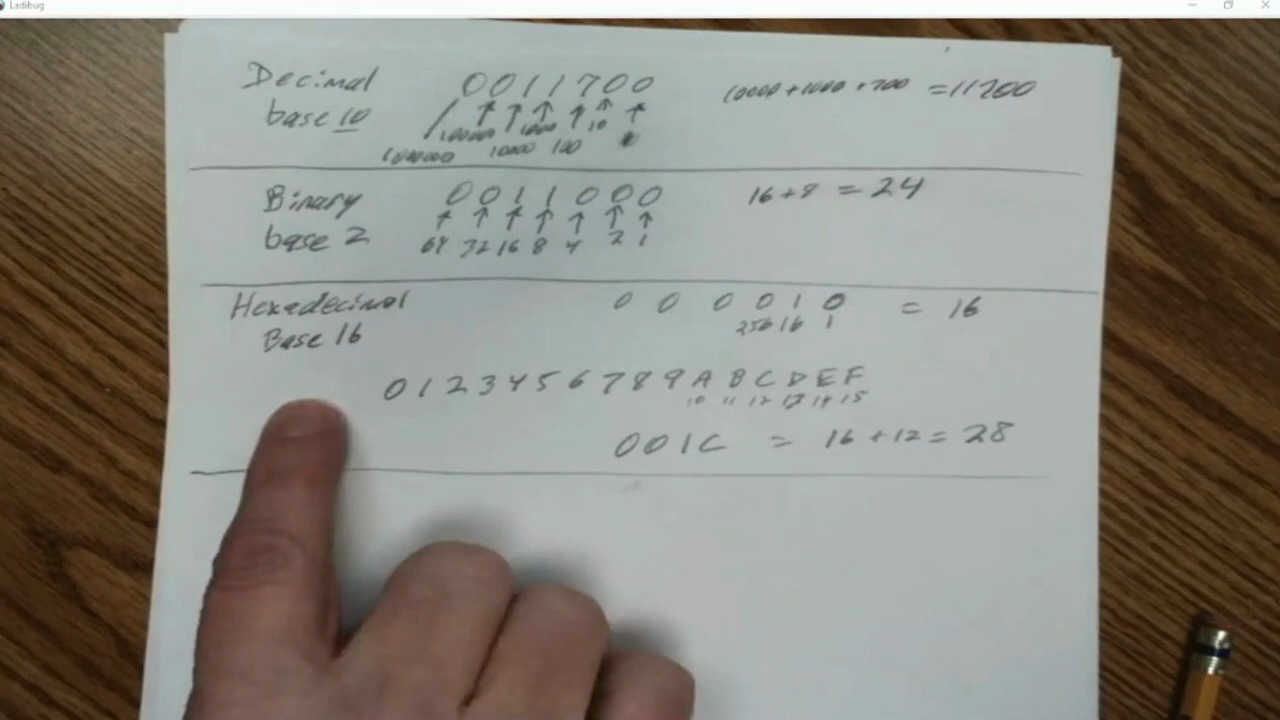 Ladibug
Decimal 0011700 10000 + 1000 + 700 = 11700
base 10
100000 1000 10
1000000 10000 100
Binary 0011000 16 + 8 = 24
base 2 64 32 16 8 4 2 1
Hexadecimal 0 0 0 0 1 0 = 16
256 16 1
Base 16
0 1 2 3 4 5 6 7 8 9 A B C D E F
10 11 12 13 14 15
001C = 16 + 12 = 28